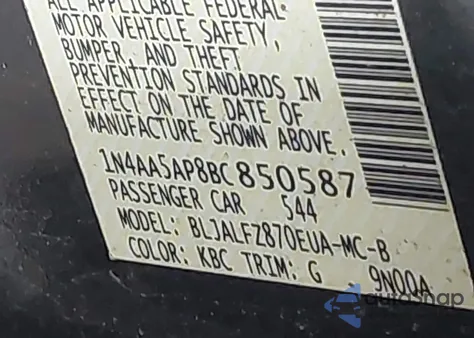 ALL APPLICABLE FEDERAL
MOTOR VEHICLE SAFETY,
BUMPER, AND THEFT
PREVENTION STANDARDS IN
EFFECT ON THE DATE OF
MANUFACTURE SHOWN ABOVE.
1N4AA5AP8BC850587
PASSENGER CAR 544
MODEL: BLJALFZ870EUA-MC-B
COLOR: KBC TRIM: G 9N00A
autosnap